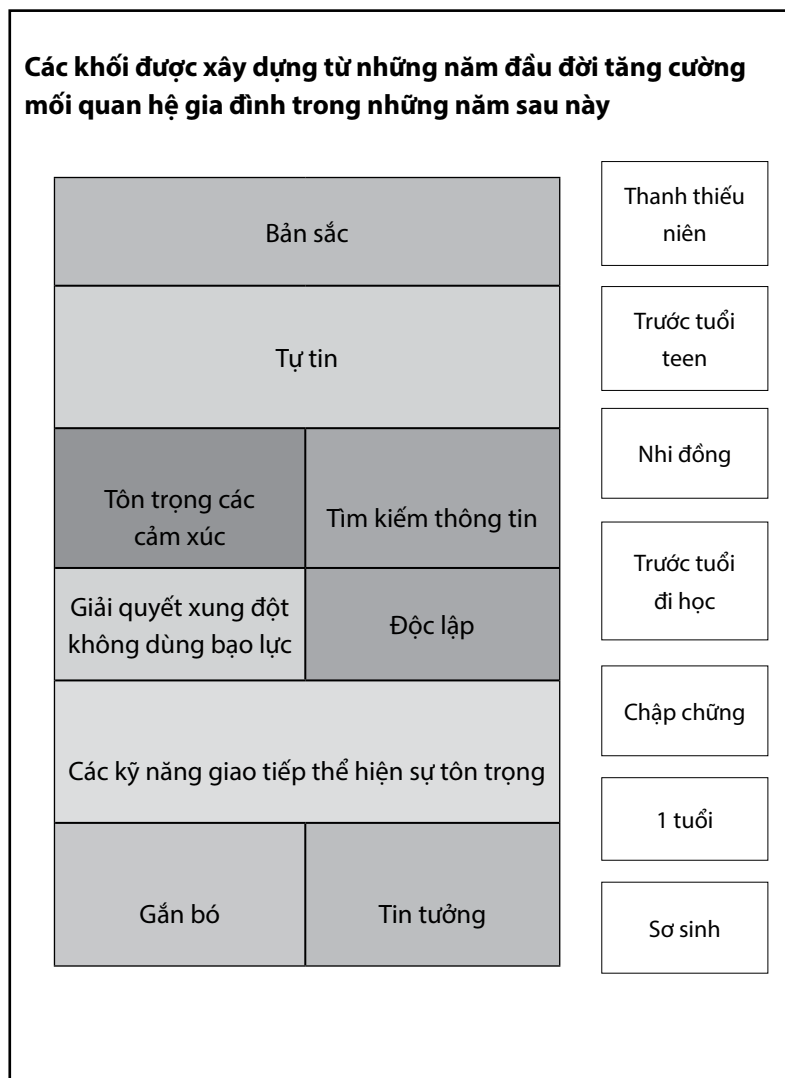 Các khối được xây dựng từ những năm đầu đời tăng cường
mối quan hệ gia đình trong những năm sau này
Bản sắc
Tự tin
Tôn trọng các
cảm xúc
Tìm kiếm thông tin
Giải quyết xung đột
không dùng bạo lực
Độc lập
Các kỹ năng giao tiếp thể hiện sự tôn trọng
Gắn bó
Tin tưởng
Thanh thiếu
niên
Trước tuổi
teen
Nhi đồng
Trước tuổi
đi học
Chập chững
1 tuổi
Sơ sinh